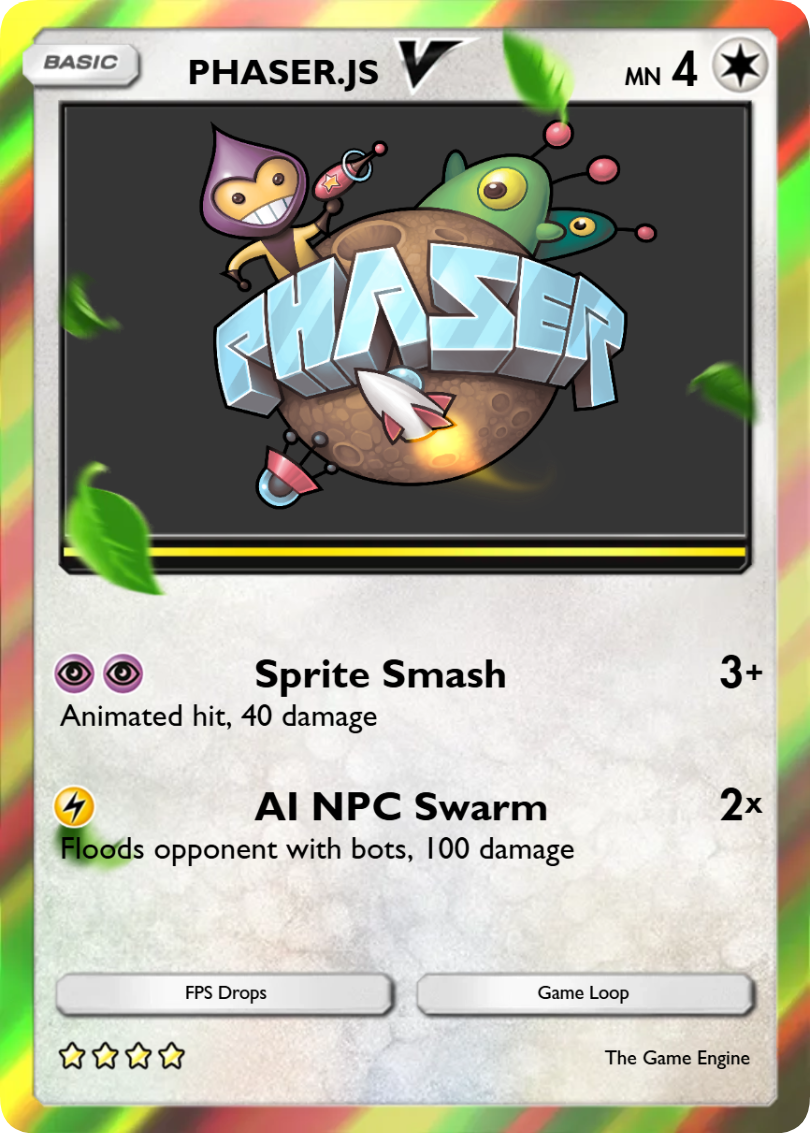 BASIC
PHASER.JS V
MN 4
PHASER
Sprite Smash 3+
Animated hit, 40 damage
AI NPC Swarm 2x
Floods opponent with bots, 100 damage
FPS Drops
Game Loop
The Game Engine